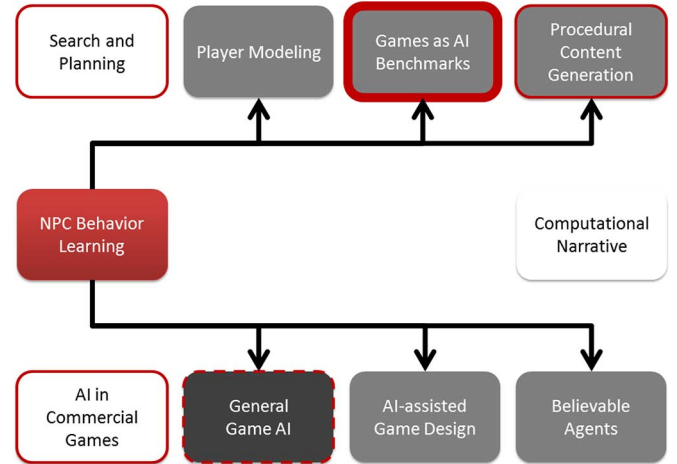 Search and
Planning
Player Modeling
Games as AI
Benchmarks
Procedural
Content
Generation
NPC Behavior
Learning
Computational
Narrative
AI in
Commercial
Games
General
Game AI
AI-assisted
Game Design
Believable
Agents